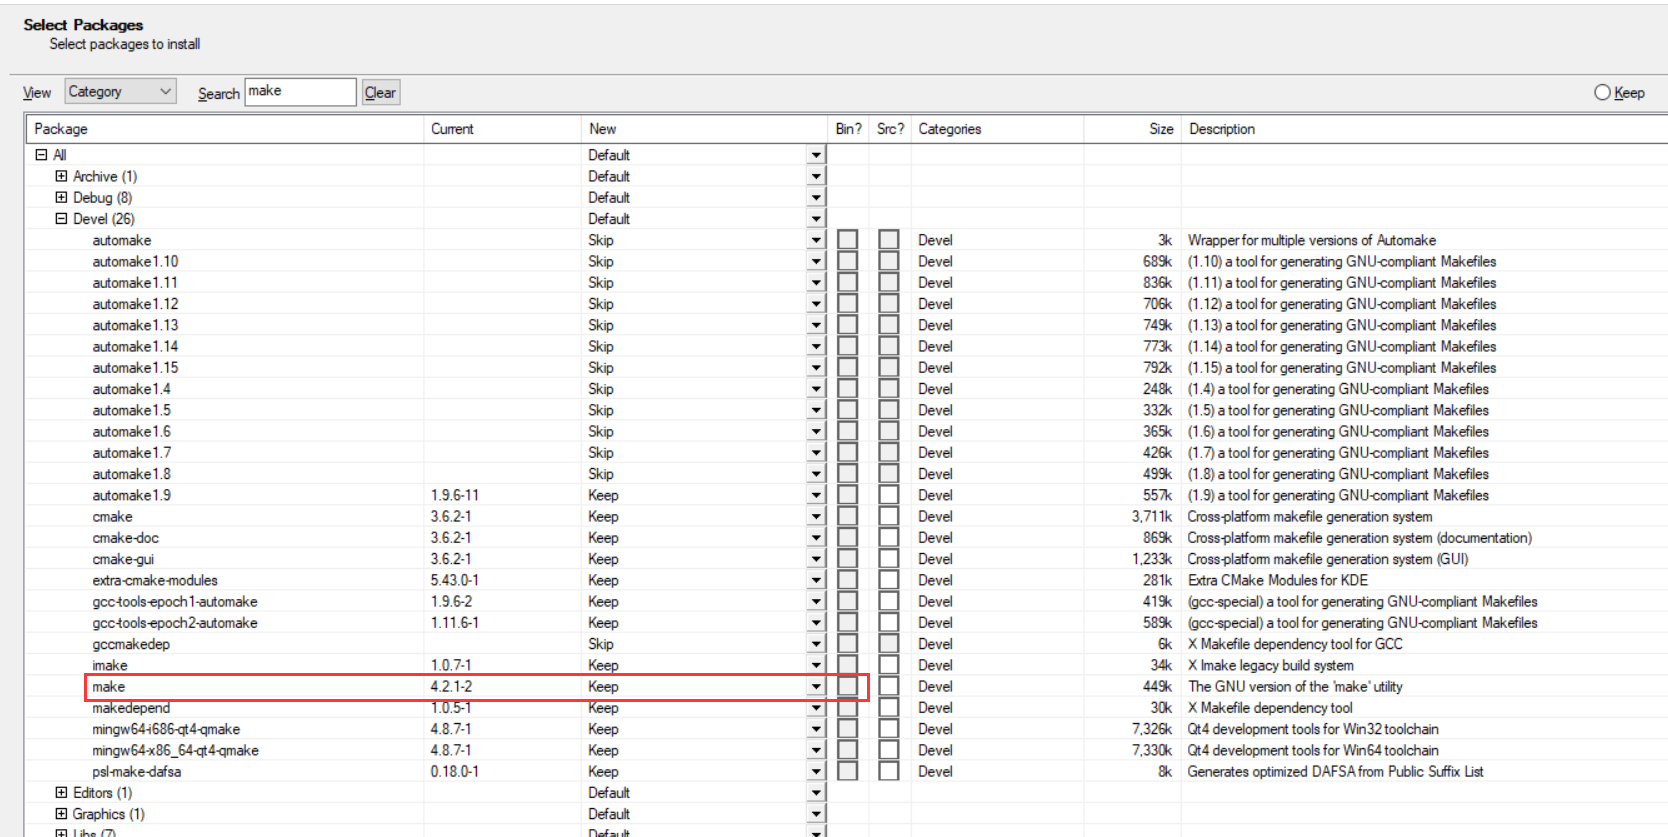 Select Packages
Select packages to install
View Category Search make Clear Keep
Package Current New Bin? Src? Categories Size Description
All Default
Archive (1) Default
Debug (8) Default
Devel (26) Default
automake Skip Devel 3k Wrapper for multiple versions of Automake
automake1.10 Skip Devel 689k (1.10) a tool for generating GNU-compliant Makefiles
automake1.11 Skip Devel 836k (1.11) a tool for generating GNU-compliant Makefiles
automake1.12 Skip Devel 706k (1.12) a tool for generating GNU-compliant Makefiles
automake1.13 Skip Devel 749k (1.13) a tool for generating GNU-compliant Makefiles
automake1.14 Skip Devel 773k (1.14) a tool for generating GNU-compliant Makefiles
automake1.15 Skip Devel 792k (1.15) a tool for generating GNU-compliant Makefiles
automake1.4 Skip Devel 248k (1.4) a tool for generating GNU-compliant Makefiles
automake1.5 Skip Devel 332k (1.5) a tool for generating GNU-compliant Makefiles
automake1.6 Skip Devel 365k (1.6) a tool for generating GNU-compliant Makefiles
automake1.7 Skip Devel 426k (1.7) a tool for generating GNU-compliant Makefiles
automake1.8 Skip Devel 499k (1.8) a tool for generating GNU-compliant Makefiles
automake1.9 1.9.6-11 Keep Devel 557k (1.9) a tool for generating GNU-compliant Makefiles
cmake 3.6.2-1 Keep Devel 3,711k Cross-platform makefile generation system
cmake-doc 3.6.2-1 Keep Devel 869k Cross-platform makefile generation system (documentation)
cmake-gui 3.6.2-1 Keep Devel 1,233k Cross-platform makefile generation system (GUI)
extra-cmake-modules 5.43.0-1 Keep Devel 281k Extra CMake Modules for KDE
gcc-tools-epoch1-automake 1.9.6-2 Keep Devel 419k (gcc-special) a tool for generating GNU-compliant Makefiles
gcc-tools-epoch2-automake 1.11.6-1 Keep Devel 589k (gcc-special) a tool for generating GNU-compliant Makefiles
gccmakedep Skip Devel 6k X Makefile dependency tool for GCC
imake 1.0.7-1 Keep Devel 34k X Imake legacy build system
make 4.2.1-2 Keep Devel 449k The GNU version of the 'make' utility
makedepend 1.0.5-1 Keep Devel 30k X Makefile dependency tool
mingw64-i686-qt4-qmake 4.8.7-1 Keep Devel 7,326k Qt4 development tools for Win32 toolchain
mingw64-x86_64-qt4-qmake 4.8.7-1 Keep Devel 7,330k Qt4 development tools for Win64 toolchain
psl-make-dafsa 0.18.0-1 Keep Devel 8k Generates optimized DAFSA from Public Suffix List
Editors (1) Default
Graphics (1) Default
Libs (7) Default